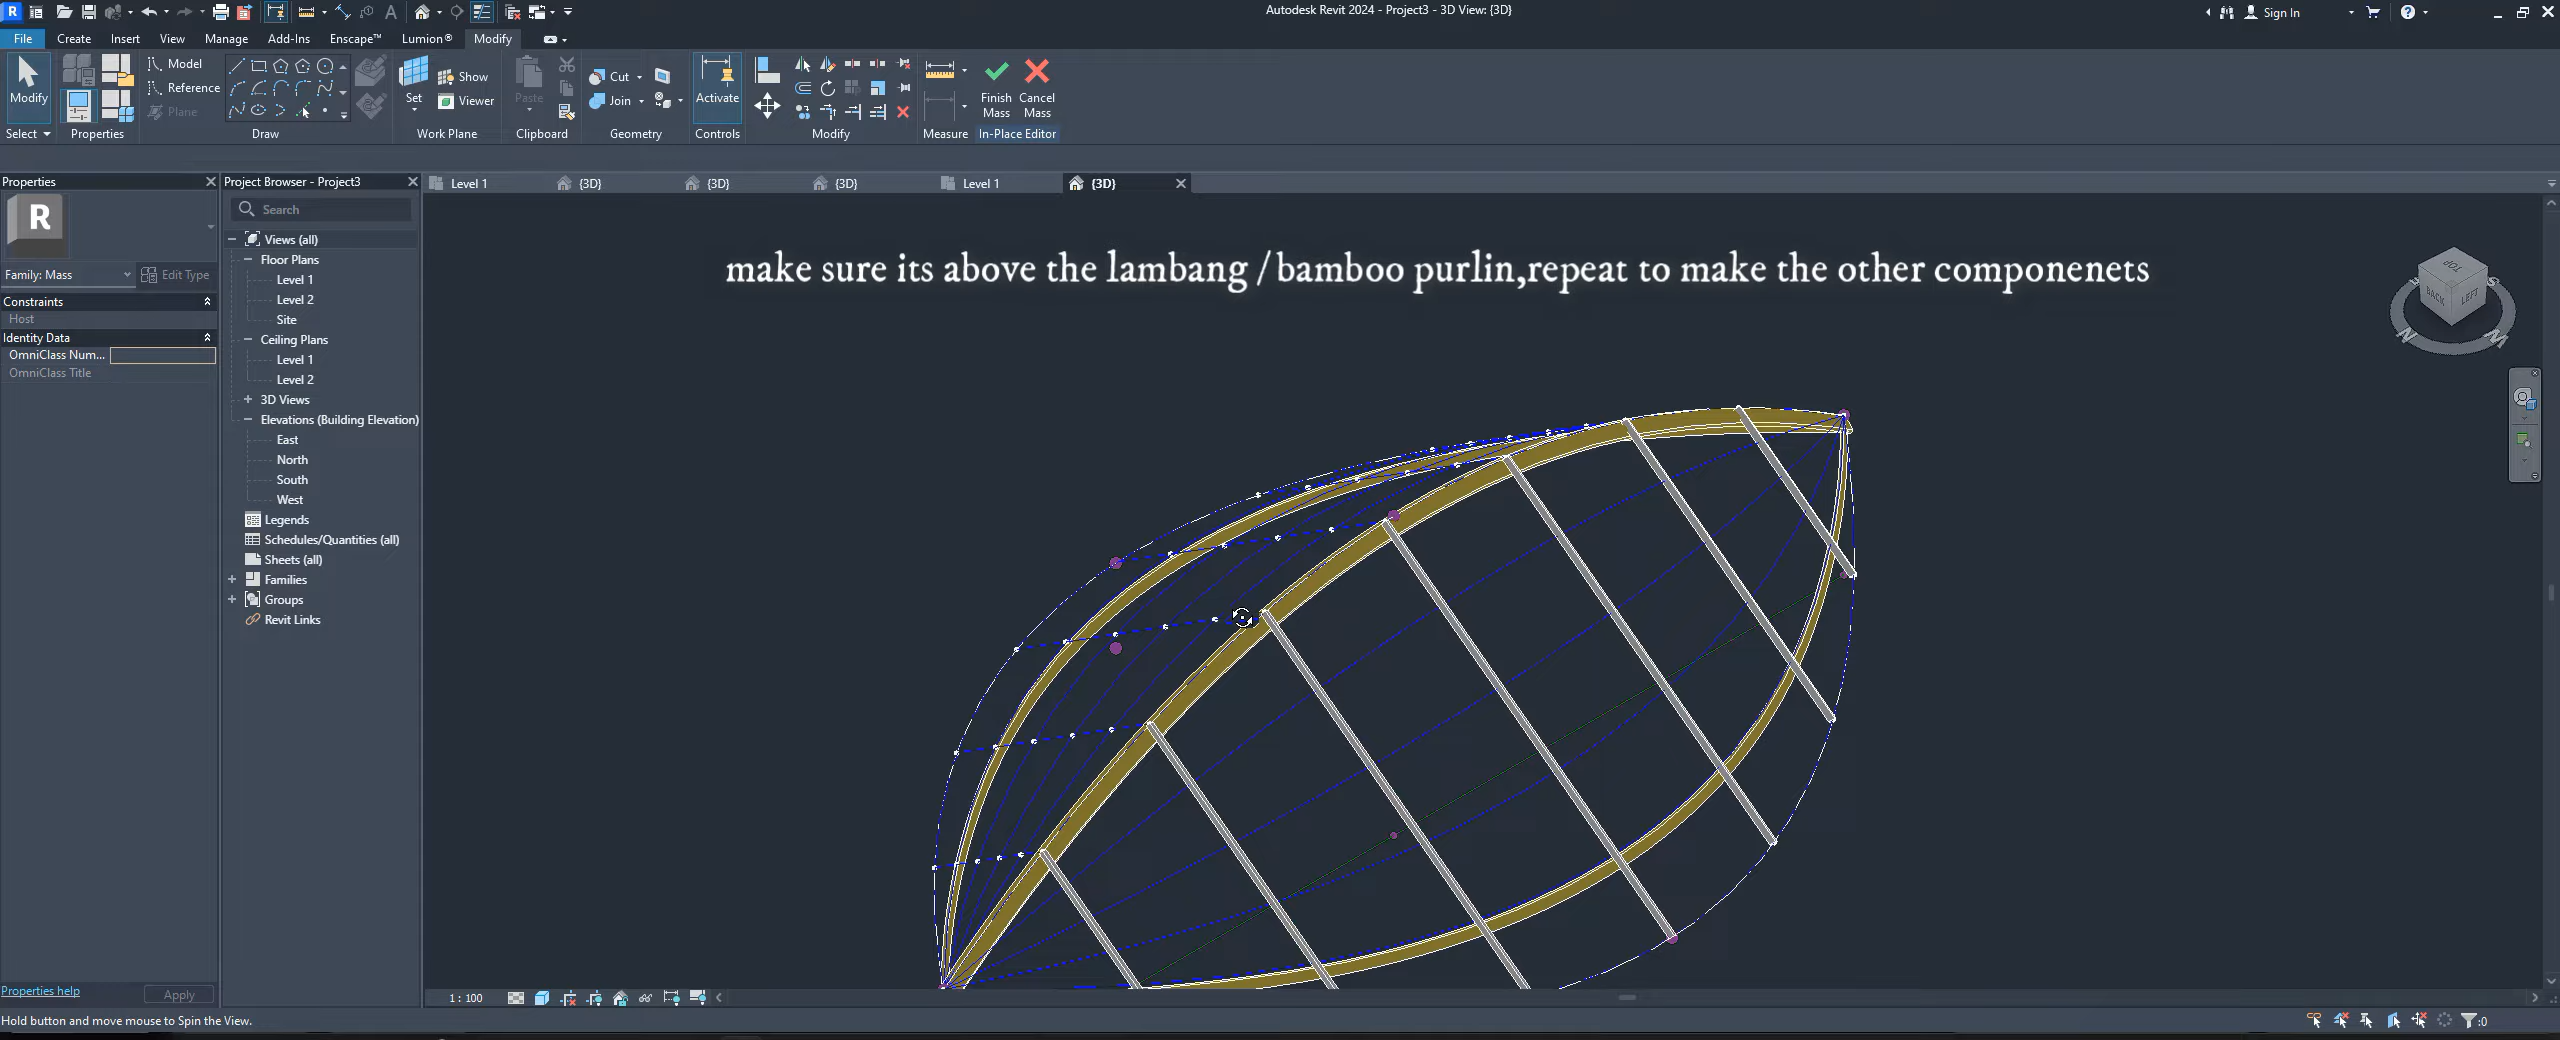 Autodesk Revit 2024 - Project3 - 3D View: {3D}
Sign In
File Create Insert View Manage Add-Ins Enscape™ Lumion® Modify
Modify
Select
Properties
Model
Reference
Plane
Draw
Set
Show
Viewer
Work Plane
Paste
Clipboard
Cut
Join
Geometry
Activate
Controls
Modify
Measure
Finish Mass
Cancel Mass
In-Place Editor
Properties
Project Browser - Project3
Level 1
{3D}
{3D}
{3D}
Level 1
{3D}
R
Family: Mass
Edit Type
Constraints
Host
Identity Data
OmniClass Num...
OmniClass Title
Properties help
Apply
Search
Views (all)
Floor Plans
Level 1
Level 2
Site
Ceiling Plans
Level 1
Level 2
3D Views
Elevations (Building Elevation)
East
North
South
West
Legends
Schedules/Quantities (all)
Sheets (all)
Families
Groups
Revit Links
make sure its above the lambang /bamboo purlin,repeat to make the other componenets
TOP
BACK
LEFT
1 : 100
Hold button and move mouse to Spin the View.
:0